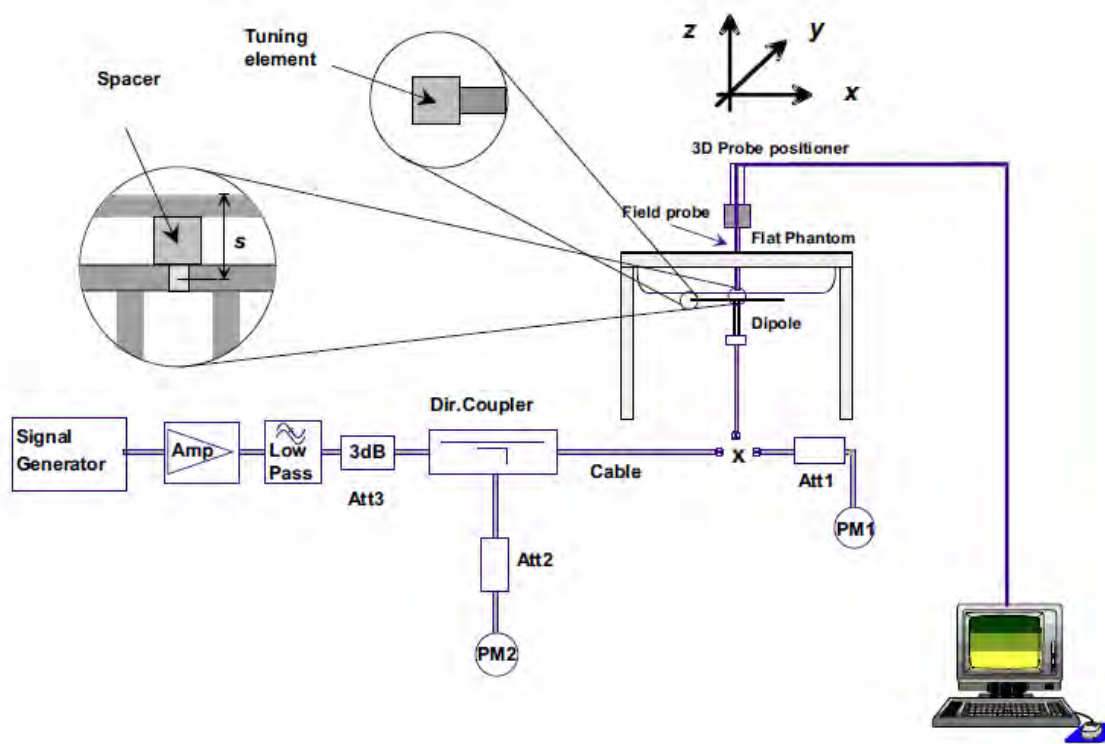 Tuning
element
z
y
x
Spacer
3D Probe positioner
Field probe
Flat Phantom
s
Dipole
Dir.Coupler
Signal
Generator
Amp
Low
Pass
3dB
Att3
Cable
x
Att1
PM1
Att2
PM2